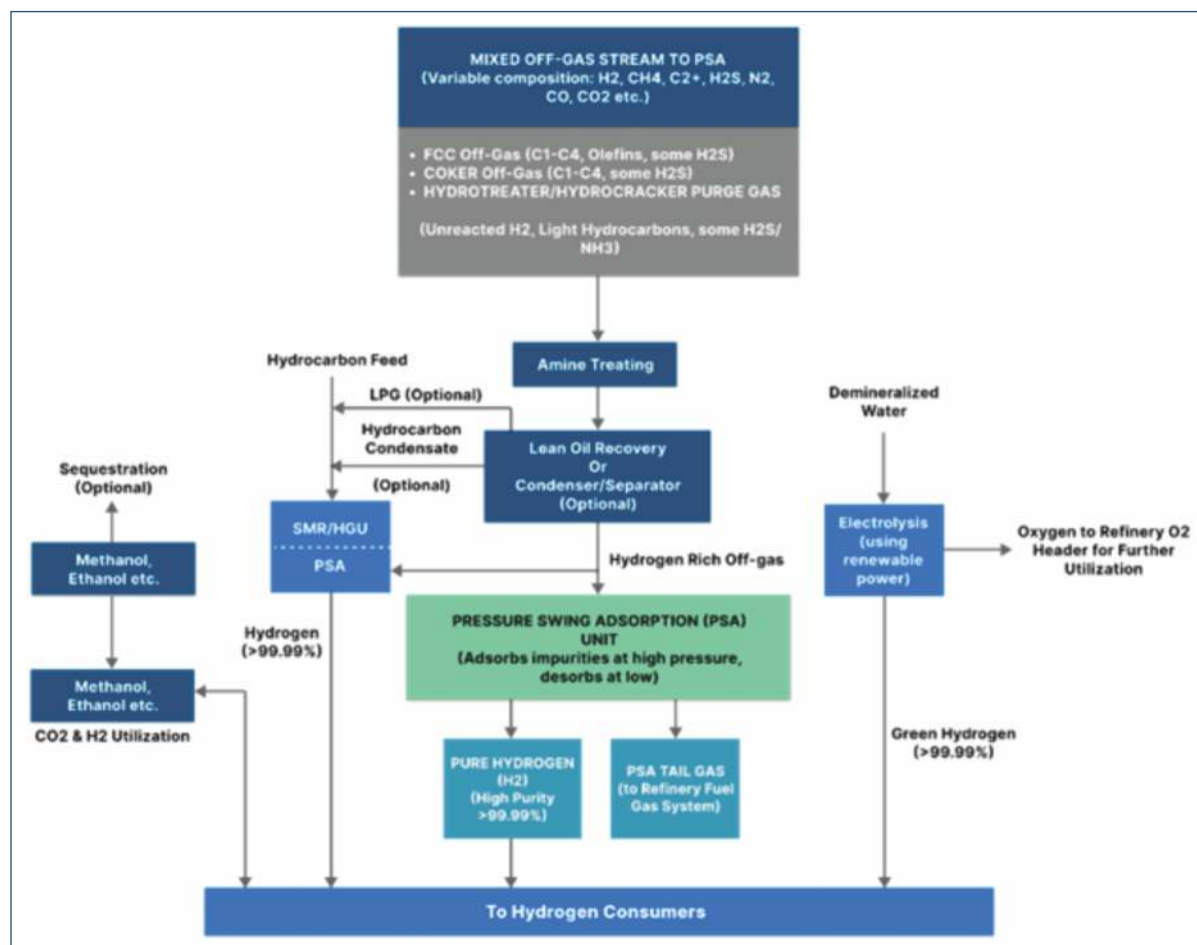 MIXED OFF-GAS STREAM TO PSA
(Variable composition: H2, CH4, C2+, H2S, N2,
CO, CO2 etc.)
• FCC Off-Gas (C1-C4, Olefins, some H2S)
• COKER Off-Gas (C1-C4, some H2S)
• HYDROTREATER/HYDROCRACKER PURGE GAS
(Unreacted H2, Light Hydrocarbons, some H2S/
NH3)
Amine Treating
Hydrocarbon Feed
LPG (Optional)
Hydrocarbon
Condensate
(Optional)
Lean Oil Recovery
Or
Condenser/Separator
(Optional)
Demineralized
Water
Sequestration
(Optional)
Methanol,
Ethanol etc.
SMR/HGU
PSA
Hydrogen Rich Off-gas
Electrolysis
(using
renewable
power)
Oxygen to Refinery O2
Header for Further
Utilization
Hydrogen
(>99.99%)
PRESSURE SWING ADSORPTION (PSA)
UNIT
(Adsorbs impurities at high pressure,
desorbs at low)
Methanol,
Ethanol etc.
CO2 & H2 Utilization
PURE HYDROGEN
(H2)
(High Purity
>99.99%)
PSA TAIL GAS
(to Refinery Fuel
Gas System)
Green Hydrogen
(>99.99%)
To Hydrogen Consumers